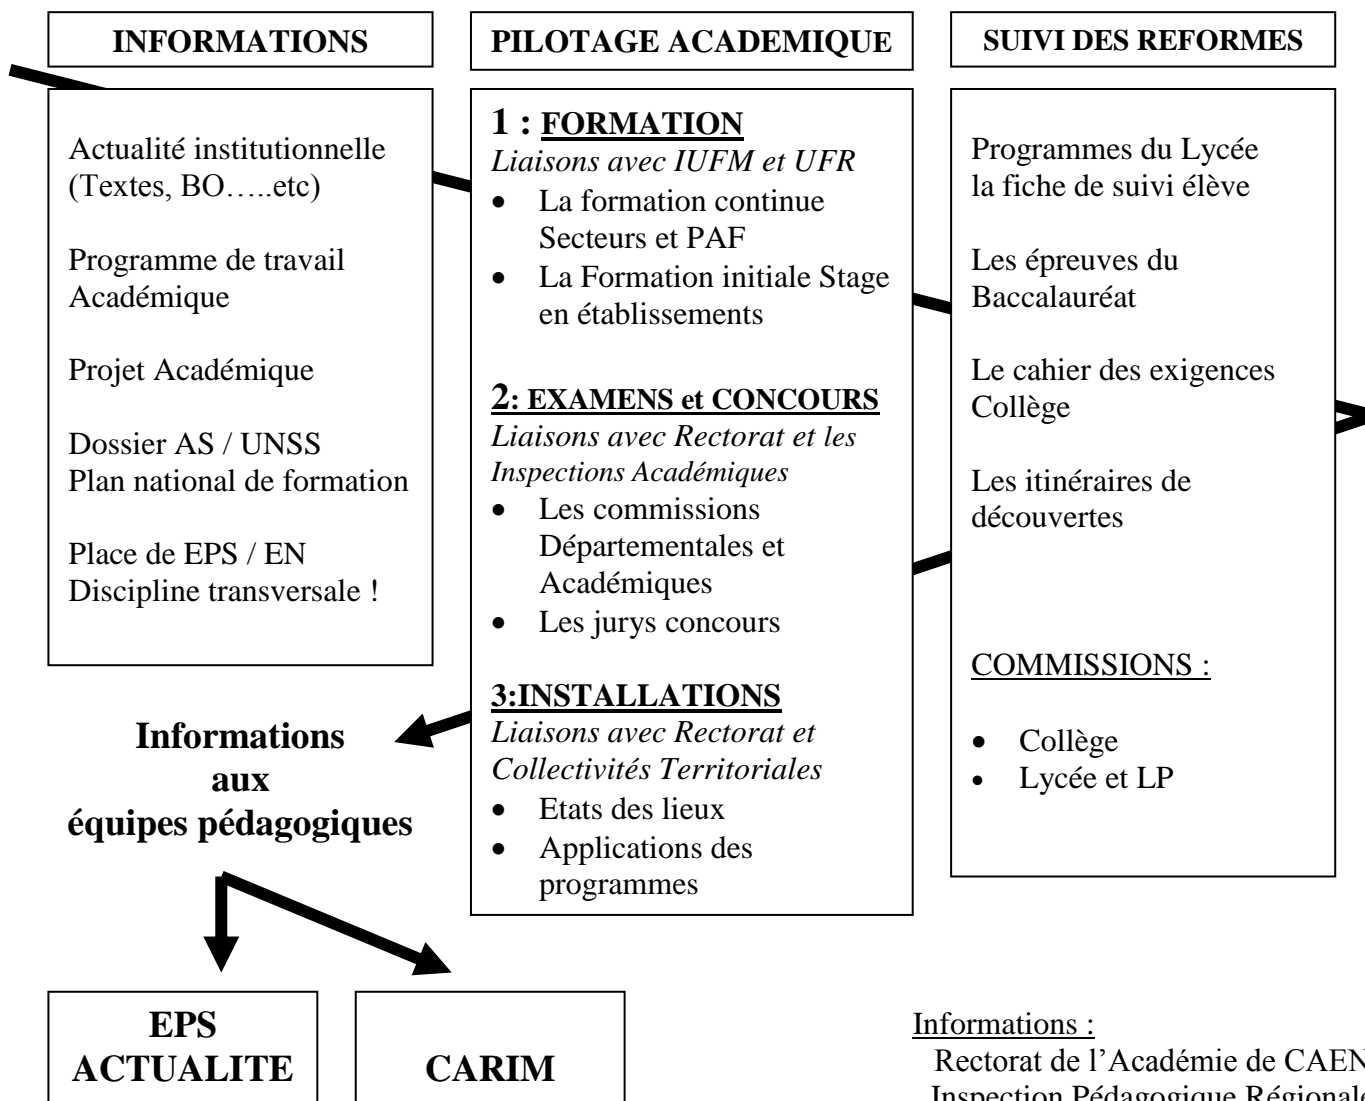 INFORMATIONS
Actualité institutionnelle
(Textes, BO…..etc)
Programme de travail
Académique
Projet Académique
Dossier AS / UNSS
Plan national de formation
Place de EPS / EN
Discipline transversale !
PILOTAGE ACADEMIQUE
1 : FORMATION
Liaisons avec IUFM et UFR
• La formation continue
Secteurs et PAF
• La Formation initiale Stage
en établissements
2: EXAMENS et CONCOURS
Liaisons avec Rectorat et les
Inspections Académiques
• Les commissions
Départementales et
Académiques
• Les jurys concours
3:INSTALLATIONS
Liaisons avec Rectorat et
Collectivités Territoriales
• Etats des lieux
• Applications des
programmes
SUIVI DES REFORMES
Programmes du Lycée
la fiche de suivi élève
Les épreuves du
Baccalauréat
Le cahier des exigences
Collège
Les itinéraires de
découvertes
COMMISSIONS :
• Collège
• Lycée et LP
Informations
aux
équipes pédagogiques
EPS
ACTUALITE
CARIM
Informations :
Rectorat de l’Académie de CAEN
Inspection Pédagogique Régionale